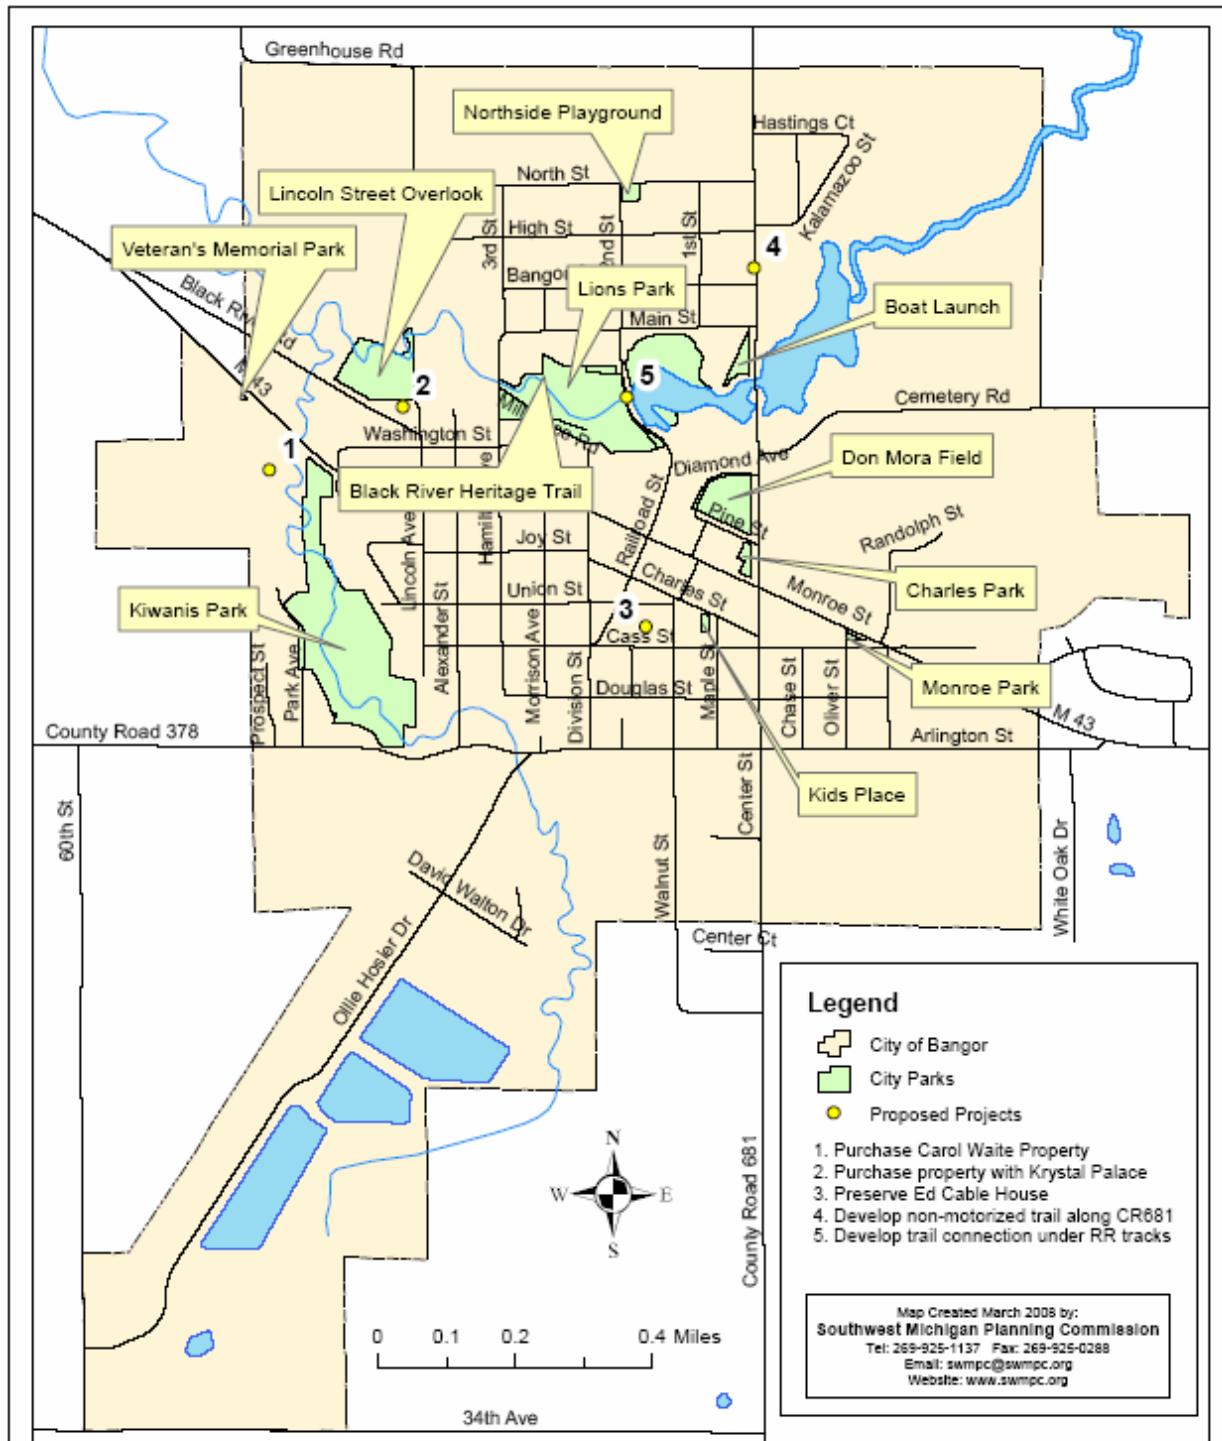 Greenhouse Rd
Northside Playground
Hastings Ct
Kalamazoo St
North St
Lincoln Street Overlook
3rd St
High St
2nd St
1st St
4
Veteran's Memorial Park
Bangor
Lions Park
Boat Launch
Main St
Black River Rd
M 43
2
5
Cemetery Rd
Washington St
1
Diamond Ave
Don Mora Field
Black River Heritage Trail
Pine St
Railroad St
Lincoln Ave
Joy St
Randolph St
Union St
Charles St
Monroe St
Charles Park
Kiwanis Park
3
Cass St
Alexander St
Morrison Ave
Division St
Douglas St
Maple St
Chase St
Oliver St
Monroe Park
Prospect St
Park Ave
M 43
County Road 378
Arlington St
Kids Place
60th St
Center St
Walnut St
White Oak Dr
David Walton Dr
Center Ct
Ollie Hosier Dr
Legend
City of Bangor
City Parks
Proposed Projects
1. Purchase Carol Waite Property
2. Purchase property with Krystal Palace
3. Preserve Ed Cable House
4. Develop non-motorized trail along CR681
5. Develop trail connection under RR tracks
N
W E
S
County Road 681
Map Created March 2008 by:
Southwest Michigan Planning Commission
Tel: 269-925-1137 Fax: 269-925-0288
Email: swmpc@swmpc.org
Website: www.swmpc.org
0 0.1 0.2 0.4 Miles
34th Ave